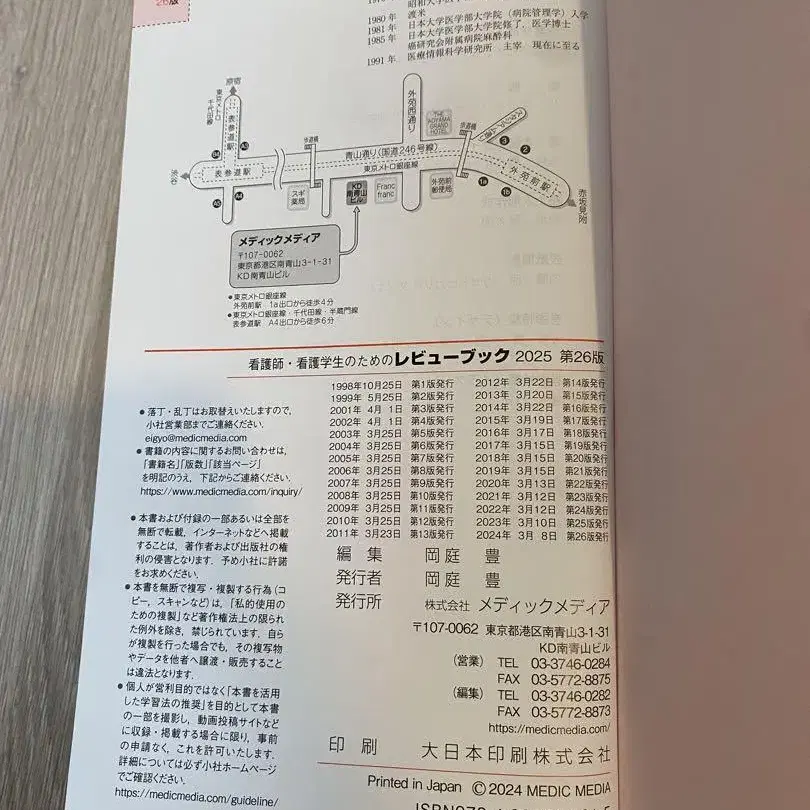 26版
1980年 渡米
1981年 日本大学医学部大学院（病院管理学）入学
1985年 日本大学医学部大学院修了．医学博士
癌研究会附属病院麻酔科
1991年 医療情報科学研究所 主宰 現在に至る
原宿
東京メトロ
千代田線
表参道駅
外苑西通り
THE
AOYAMA
GRAND
HOTEL
歩道橋
歩道橋
スタジアム通り
青山通り（国道246号線）
東京メトロ銀座線
B4
A3
3
2
渋谷
表参道駅
外苑前駅
A5
A4
1a
1b
赤坂見附
スギ
薬局
KD
南青山
ビル
Franc
franc
外苑前
郵便局
メディックメディア
〒107-0062
東京都港区南青山3-1-31
KD南青山ビル
●東京メトロ銀座線
外苑前駅 1a出口から徒歩4分
●東京メトロ銀座線・千代田線・半蔵門線
表参道駅 A4出口から徒歩6分
看護師・看護学生のためのレビューブック 2025 第26版
1998年10月25日 第1版発行
1999年 5月25日 第2版発行
2001年 4月 1日 第3版発行
2002年 4月 1日 第4版発行
2003年 3月25日 第5版発行
2004年 3月25日 第6版発行
2005年 3月25日 第7版発行
2006年 3月25日 第8版発行
2007年 3月25日 第9版発行
2008年 3月25日 第10版発行
2009年 3月25日 第11版発行
2010年 3月25日 第12版発行
2011年 3月23日 第13版発行
2012年 3月22日 第14版発行
2013年 3月20日 第15版発行
2014年 3月22日 第16版発行
2015年 3月19日 第17版発行
2016年 3月17日 第18版発行
2017年 3月15日 第19版発行
2018年 3月15日 第20版発行
2019年 3月15日 第21版発行
2020年 3月13日 第22版発行
2021年 3月12日 第23版発行
2022年 3月11日 第24版発行
2023年 3月10日 第25版発行
2024年 3月 8日 第26版発行
●落丁・乱丁はお取替えいたしますので，
小社営業部までご連絡ください．
eigyo@medicmedia.com
●書籍の内容に関するお問い合わせは，
「書籍名」「版数」「該当ページ」
を明記のうえ，下記からご連絡ください．
https://www.medicmedia.com/inquiry/
●本書および付録の一部あるいは全部を
無断で転載，インターネットなどへ掲載
することは，著作者および出版社の権
利の侵害となります．予め小社に許諾
をお求めください．
●本書を無断で複写・複製する行為（コ
ピー，スキャンなど）は，「私的使用の
ための複製」など著作権法上の限られ
た例外を除き，禁じられています．自ら
が複製を行った場合でも，その複写物
やデータを他者へ譲渡・販売すること
は違法となります．
●個人が営利目的ではなく「本書を活用
した学習法の推奨」を目的として本書
の一部を撮影し，動画投稿サイトなど
に収録・掲載する場合に限り，事前
の申請なく，これを許可いたします．
詳細については必ず小社ホームページ
でご確認ください．
https://medicmedia.com/guideline/
編集 岡庭 豊
発行者 岡庭 豊
発行所 株式会社 メディックメディア
〒107-0062 東京都港区南青山3-1-31
KD南青山ビル
（営業） TEL 03-3746-0284
FAX 03-5772-8875
（編集） TEL 03-3746-0282
FAX 03-5772-8873
https://medicmedia.com/
印刷 大日本印刷株式会社
Printed in Japan © 2024 MEDIC MEDIA